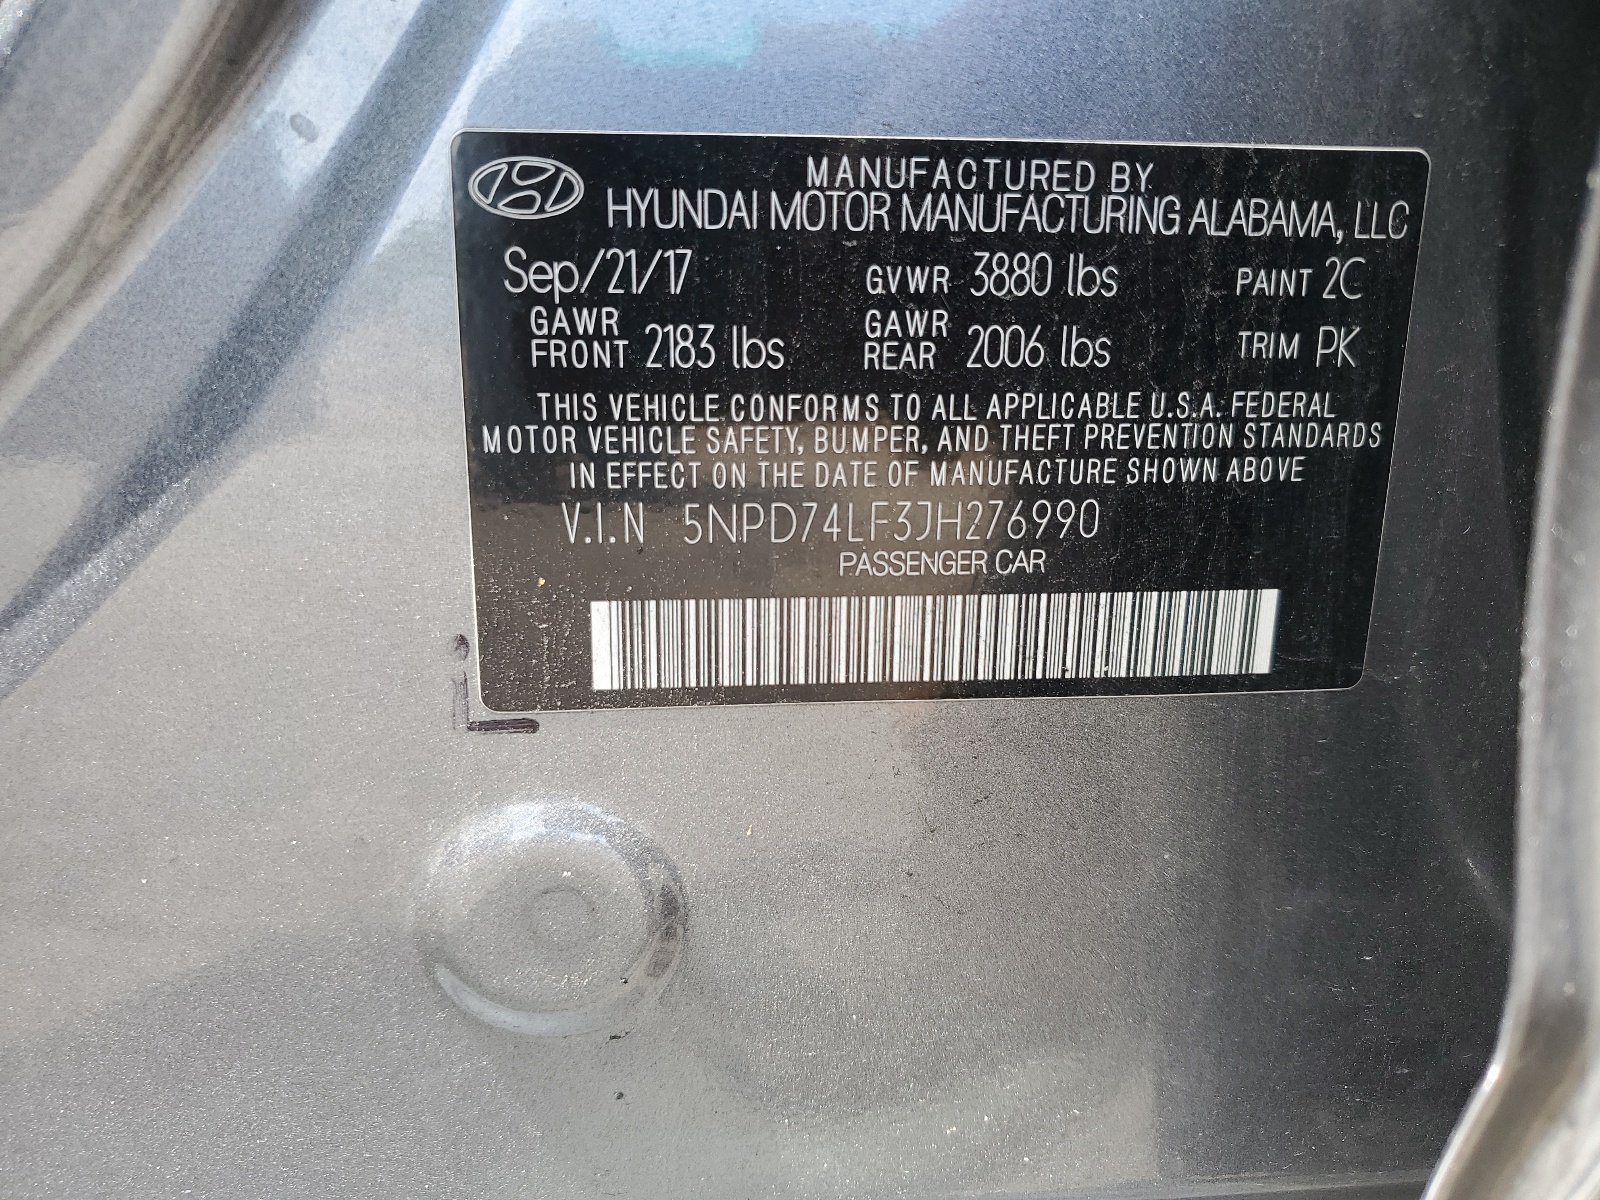 MANUFACTURED BY
HYUNDAI MOTOR MANUFACTURING ALABAMA, LLC
Sep/21/17 GVWR 3880 lbs PAINT 2C
GAWR FRONT 2183 lbs GAWR REAR 2006 lbs TRIM PK
THIS VEHICLE CONFORMS TO ALL APPLICABLE U.S.A. FEDERAL
MOTOR VEHICLE SAFETY, BUMPER, AND THEFT PREVENTION STANDARDS
IN EFFECT ON THE DATE OF MANUFACTURE SHOWN ABOVE
V.I.N 5NPD74LF3JH276990
PASSENGER CAR